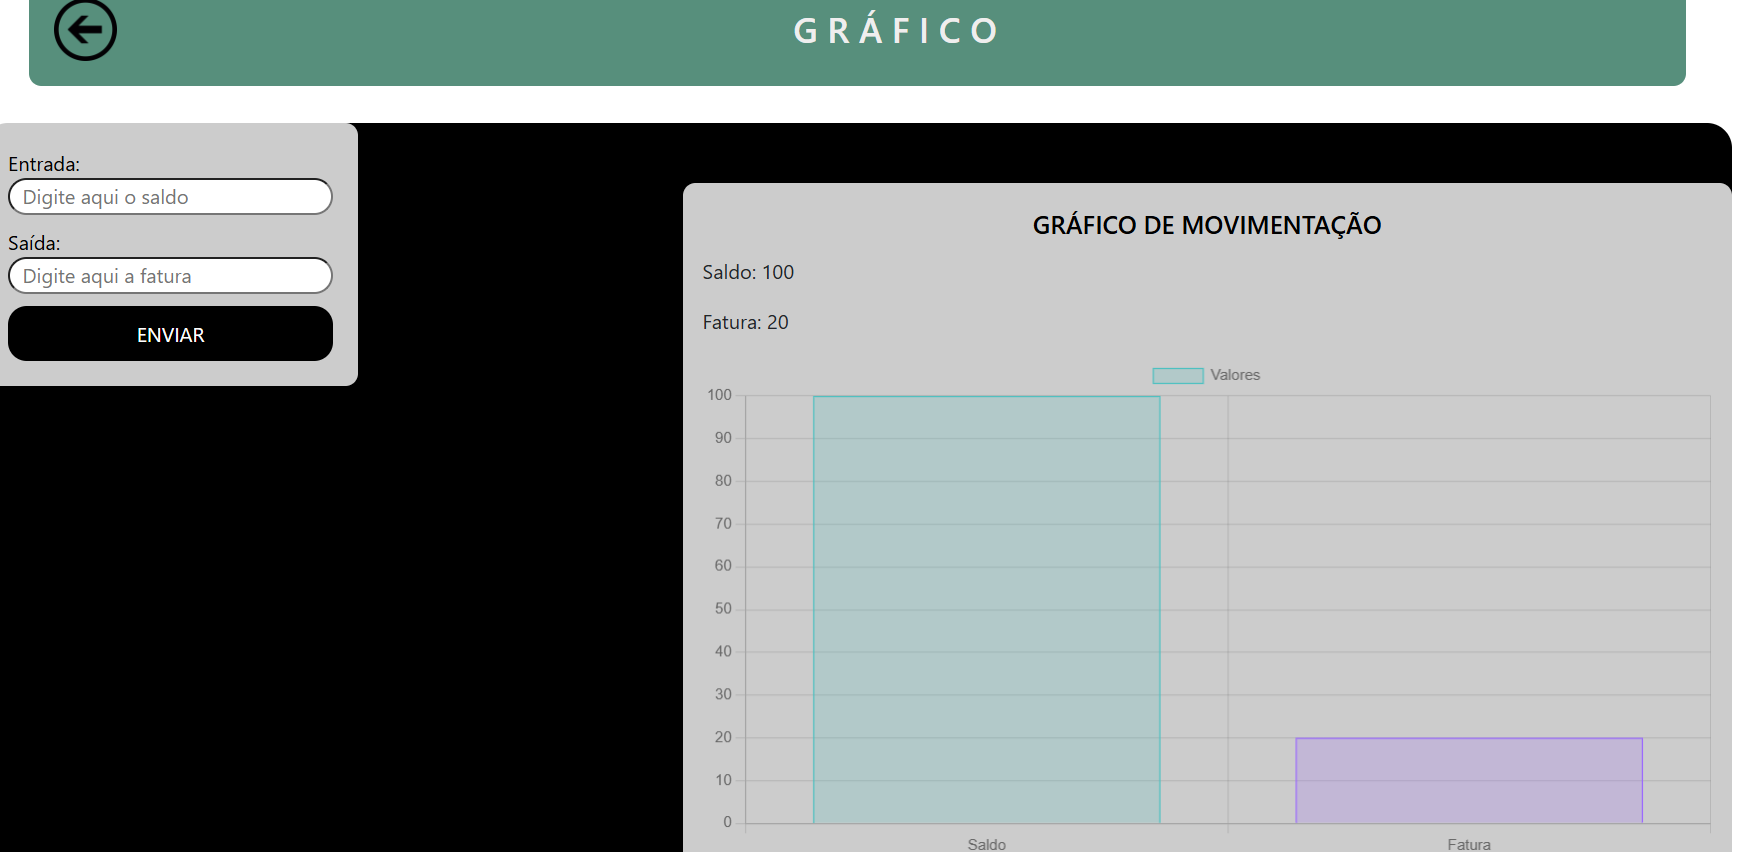 GRÁFICO
Entrada:
Digite aqui o saldo
Saída:
Digite aqui a fatura
ENVIAR
GRÁFICO DE MOVIMENTAÇÃO
Saldo: 100
Fatura: 20
Valores
100
90
80
70
60
50
40
30
20
10
0
Saldo Fatura